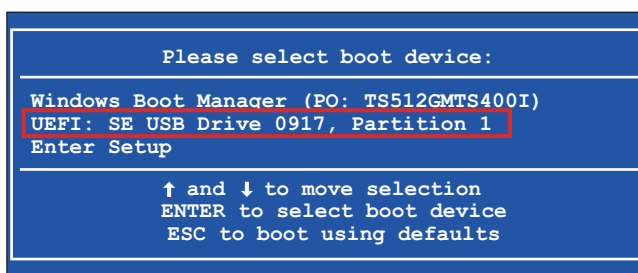 Please select boot device:
Windows Boot Manager (PO: TS512GMTS400I)
UEFI: SE USB Drive 0917, Partition 1
Enter Setup
↑ and ↓ to move selection
ENTER to select boot device
ESC to boot using defaults